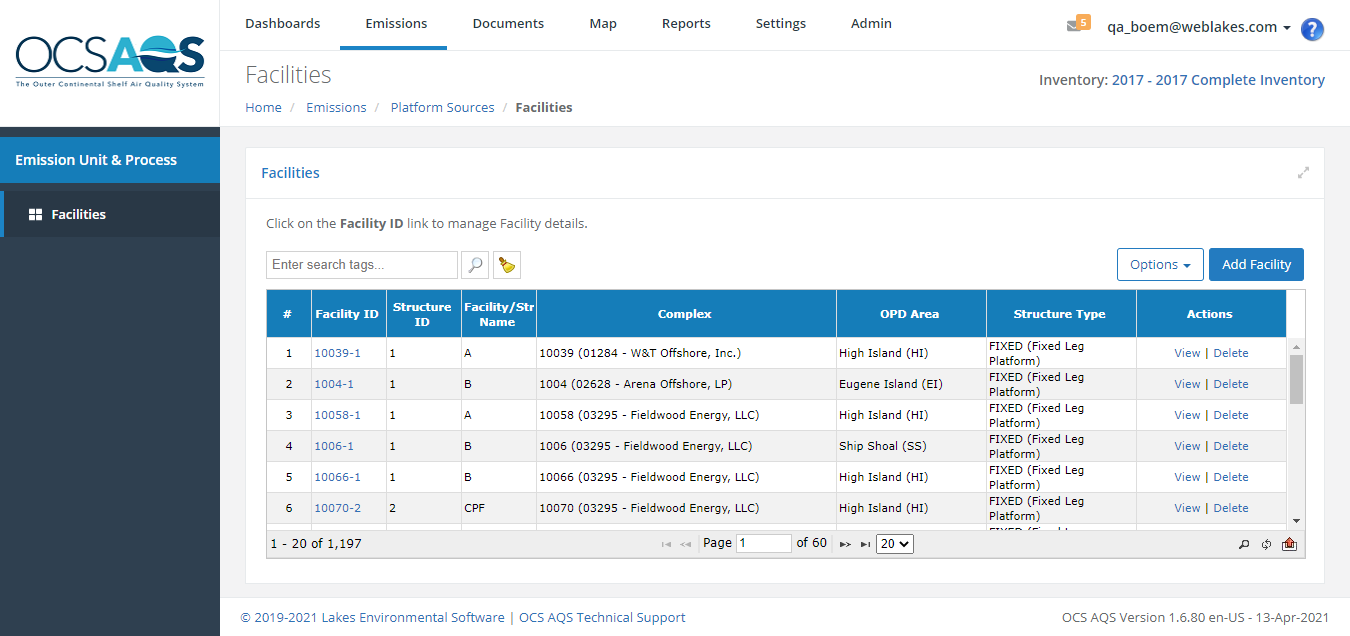 OCSAQS
The Outer Continental Shelf Air Quality System
Dashboards Emissions Documents Map Reports Settings Admin
5 qa_boem@weblakes.com ?
Facilities
Inventory: 2017 - 2017 Complete Inventory
Home / Emissions / Platform Sources / Facilities
Emission Unit & Process
Facilities
Facilities
Click on the Facility ID link to manage Facility details.
Enter search tags...
Options Add Facility
# Facility ID Structure ID Facility/Str Name Complex OPD Area Structure Type Actions
1 10039-1 1 A 10039 (01284 - W&T Offshore, Inc.) High Island (HI) FIXED (Fixed Leg Platform) View | Delete
2 1004-1 1 B 1004 (02628 - Arena Offshore, LP) Eugene Island (EI) FIXED (Fixed Leg Platform) View | Delete
3 10058-1 1 A 10058 (03295 - Fieldwood Energy, LLC) High Island (HI) FIXED (Fixed Leg Platform) View | Delete
4 1006-1 1 B 1006 (03295 - Fieldwood Energy, LLC) Ship Shoal (SS) FIXED (Fixed Leg Platform) View | Delete
5 10066-1 1 B 10066 (03295 - Fieldwood Energy, LLC) High Island (HI) FIXED (Fixed Leg Platform) View | Delete
6 10070-2 2 CPF 10070 (03295 - Fieldwood Energy, LLC) High Island (HI) FIXED (Fixed Leg Platform) View | Delete
1 - 20 of 1,197 Page 1 of 60 20
© 2019-2021 Lakes Environmental Software | OCS AQS Technical Support
OCS AQS Version 1.6.80 en-US - 13-Apr-2021